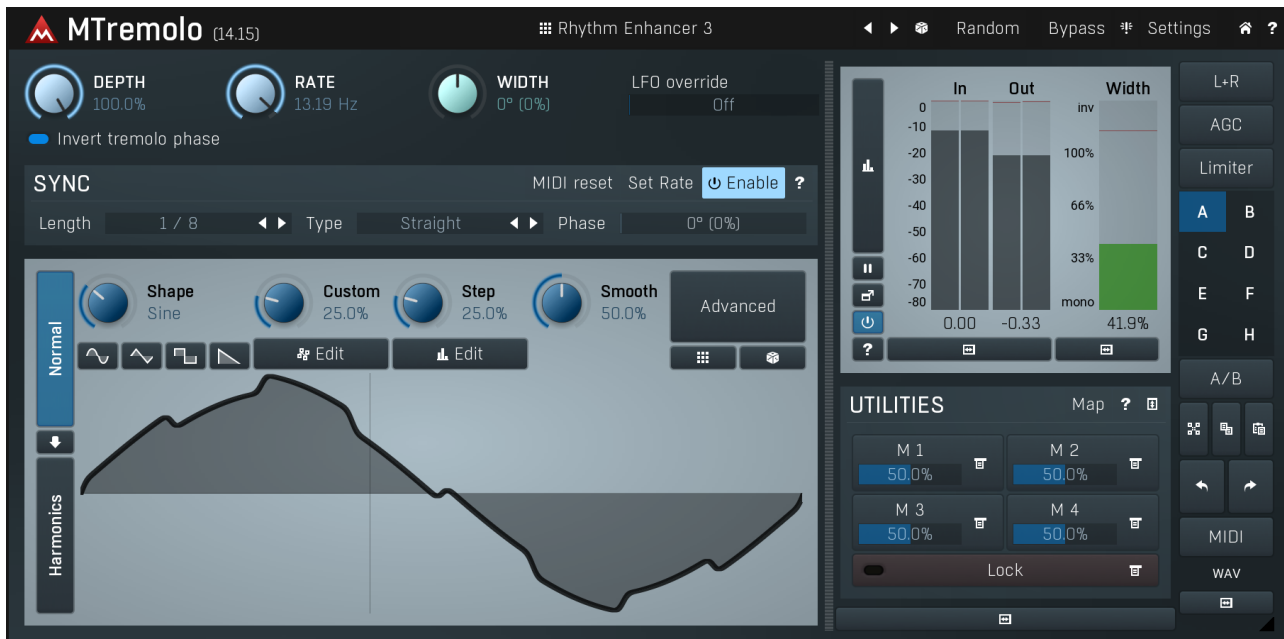 MTremolo (14.15) Rhythm Enhancer 3 Random Bypass Settings ?
DEPTH
100.0%
RATE
13.19 Hz
WIDTH
0° (0%)
LFO override
Off
Invert tremolo phase
SYNC MIDI reset Set Rate Enable ?
Length 1 / 8 Type Straight Phase 0° (0%)
Normal
Harmonics
Shape
Sine
Custom
25.0%
Step
25.0%
Smooth
50.0%
Advanced
Edit
Edit
In Out Width
0
-10
-20
-30
-40
-50
-60
-70
-80
inv
100%
66%
33%
mono
0.00 -0.33 41.9%
?
UTILITIES Map ?
M 1
50.0%
M 2
50.0%
M 3
50.0%
M 4
50.0%
Lock
L+R
AGC
Limiter
A B
C D
E F
G H
A/B
MIDI
WAV